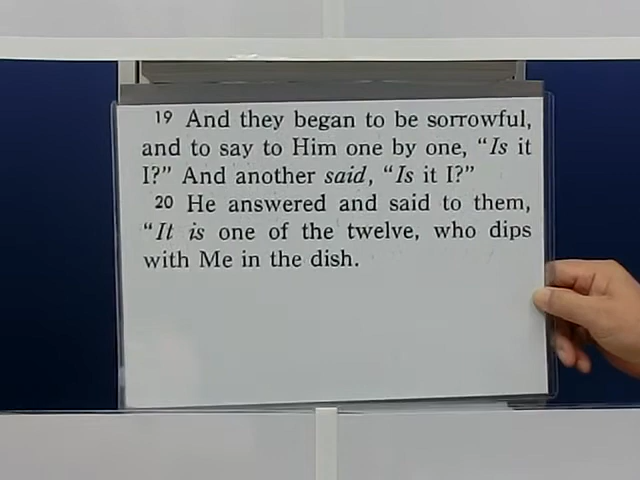 19 And they began to be sorrowful,
and to say to Him one by one, “Is it
I?” And another said, “Is it I?”
20 He answered and said to them,
“It is one of the twelve, who dips
with Me in the dish.